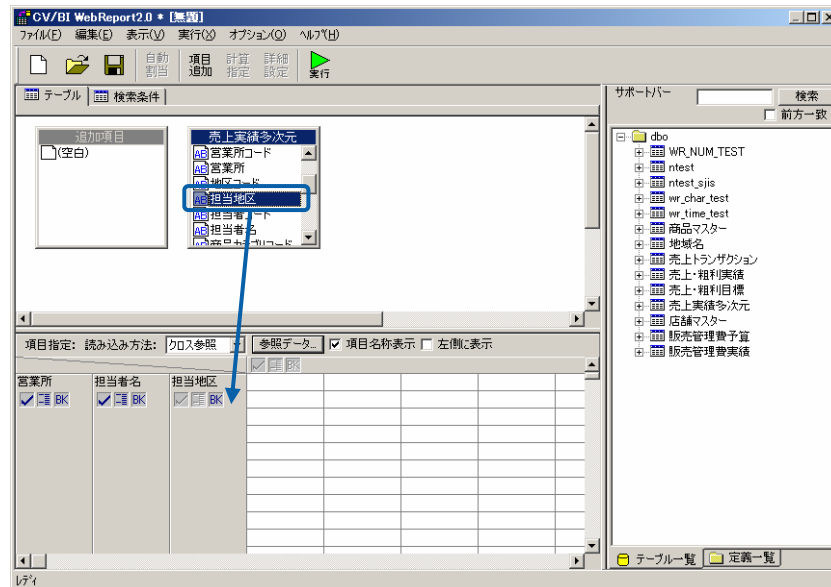 CV/BI WebReport2.0 * [無題]
ファイル(F) 編集(E) 表示(V) 実行(X) オプション(O) ヘルプ(H)
自動割当 項目追加 計算指定 詳細設定 実行
テーブル 検索条件
追加項目
(空白)
売上実績多次元
営業所コード
営業所
地区コード
担当地区
担当者コード
担当者名
商品カテゴリコード
項目指定: 読み込み方法: クロス参照 参照データ... 項目名称表示 左側に表示
BK
営業所 担当者名 担当地区
BK BK BK
サポートバー 検索
前方一致
dbo
WR_NUM_TEST
ntest
ntest_sjis
wr_char_test
wr_time_test
商品マスター
地域名
売上トランザクション
売上・粗利実績
売上・粗利目標
売上実績多次元
店舗マスター
販売管理費予算
販売管理費実績
テーブル一覧 定義一覧
レディ